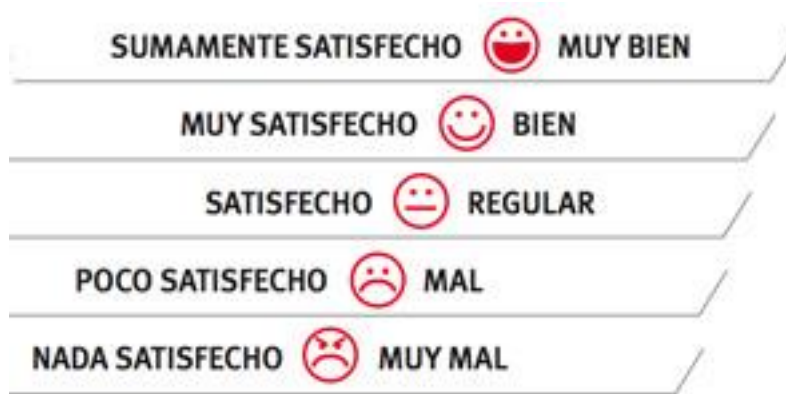 SUMAMENTE SATISFECHO MUY BIEN
MUY SATISFECHO BIEN
SATISFECHO REGULAR
POCO SATISFECHO MAL
NADA SATISFECHO MUY MAL